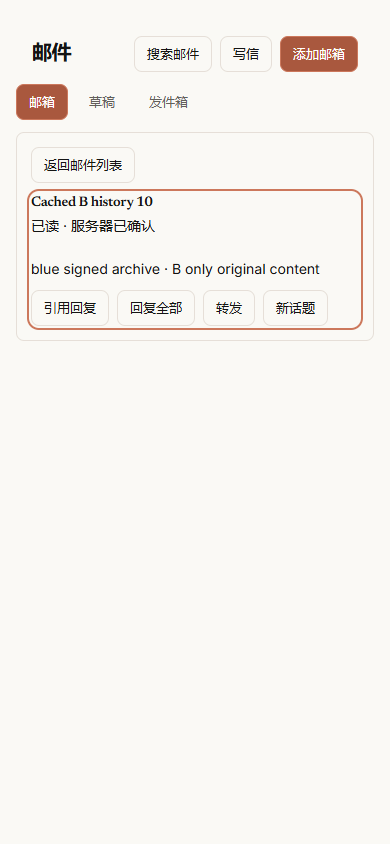 邮件 搜索邮件 写信 添加邮箱
邮箱 草稿 发件箱
返回邮件列表
Cached B history 10
已读 · 服务器已确认
blue signed archive · B only original content
引用回复 回复全部 转发 新话题